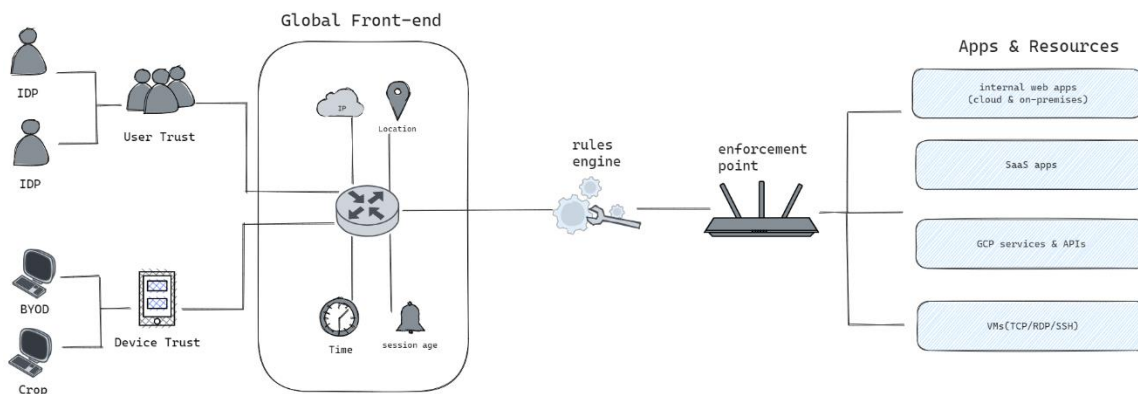 Global Front-end
IDP
IDP
User Trust
BYOD
Crop
Device Trust
IP
Location
Time
session age
rules
engine
enforcement
point
Apps & Resources
internal web apps
(cloud & on-premises)
SaaS apps
GCP services & APIs
VMs(TCP/RDP/SSH)